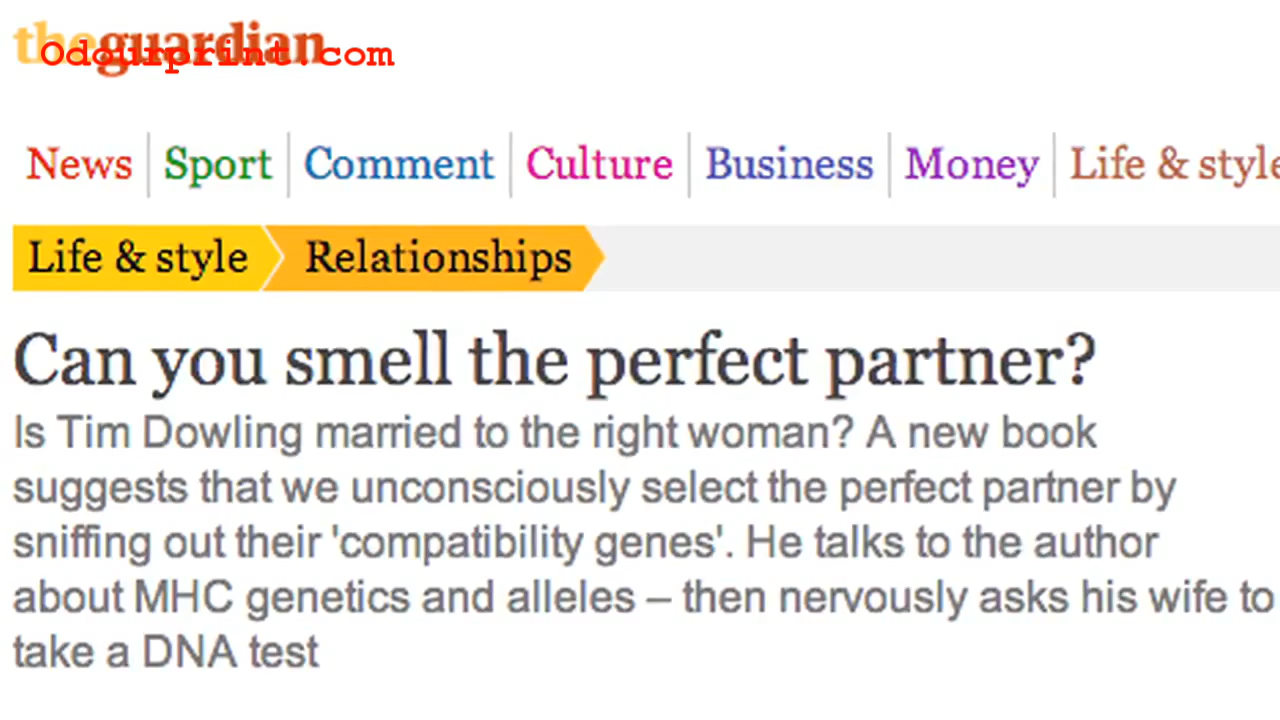 theguardian
Odourprint.com
News Sport Comment Culture Business Money Life & style
Life & style Relationships
Can you smell the perfect partner?
Is Tim Dowling married to the right woman? A new book
suggests that we unconsciously select the perfect partner by
sniffing out their 'compatibility genes'. He talks to the author
about MHC genetics and alleles – then nervously asks his wife to
take a DNA test